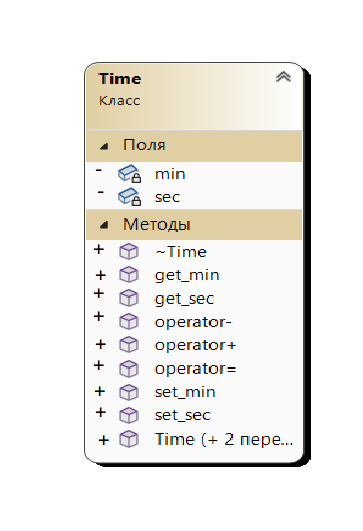 Time
Класс
Поля
- min
- sec
Методы
+ ~Time
+ get_min
+ get_sec
+ operator-
+ operator+
+ operator=
+ set_min
+ set_sec
+ Time (+ 2 пере...